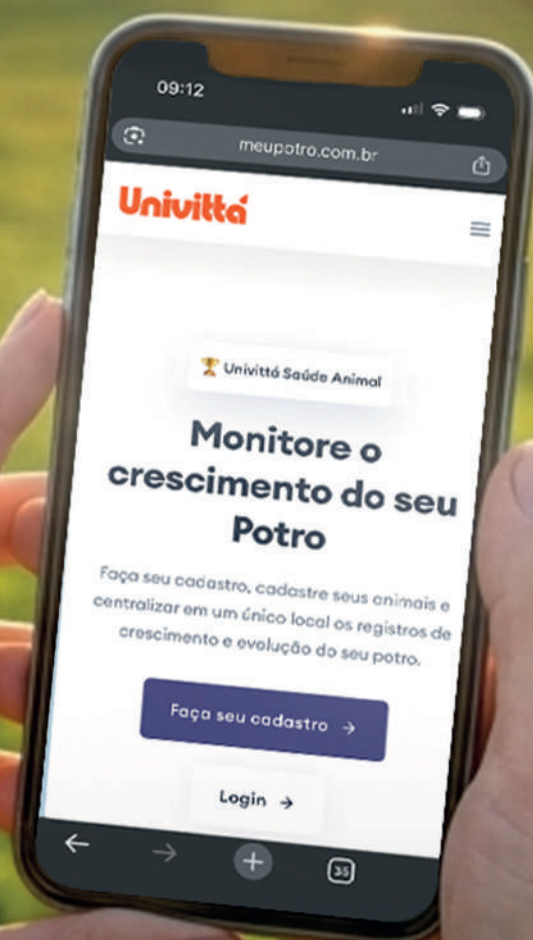 09:12
meupotro.com.br
Univittá
Univittá Saúde Animal
Monitore o
crescimento do seu
Potro
Faça seu cadastro, cadastre seus animais e
centralizar em um único local os registros de
crescimento e evolução do seu potro.
Faça seu cadastro →
Login →
35